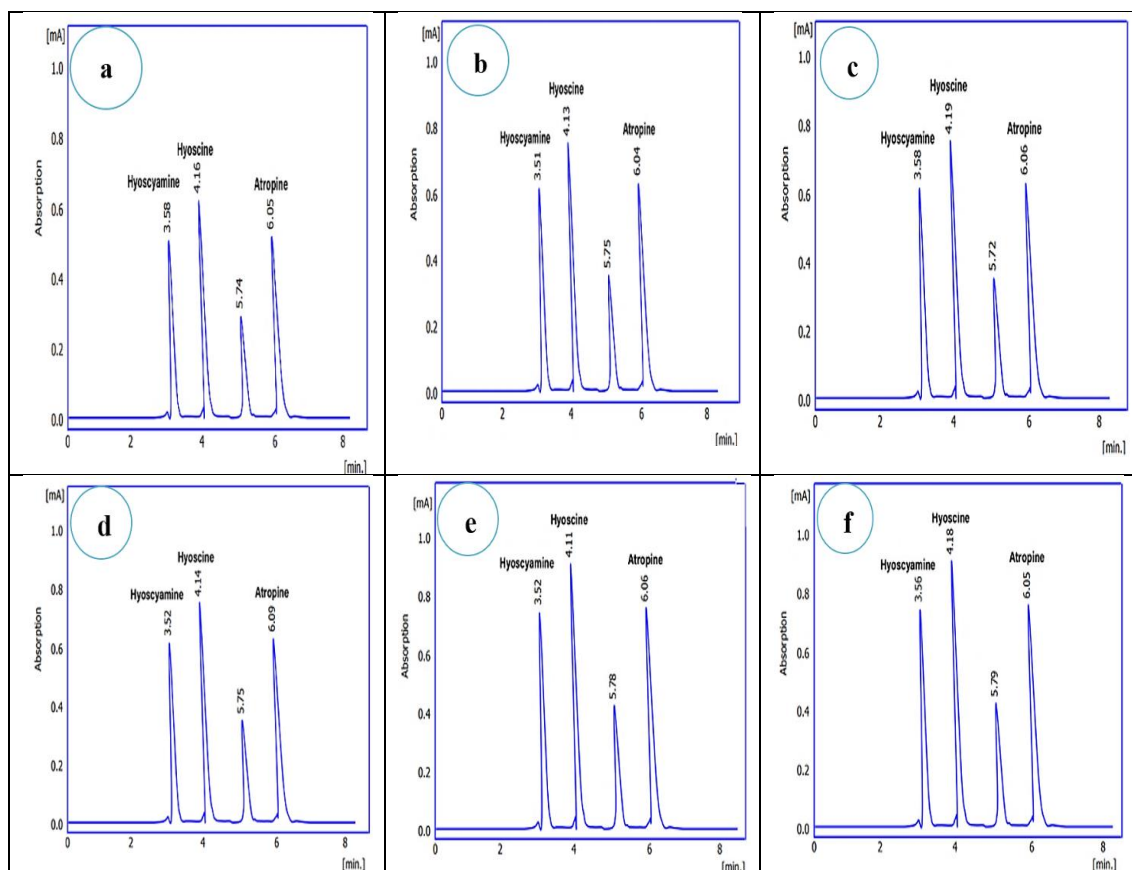 [mA]
a
1.0
0.8
0.6
0.4
0.2
0.0
Absorption
Hyoscyamine
3.58
Hyoscine
4.16
5.74
Atropine
6.05
0 2 4 6 8
[min.]
[mA]
b
1.0
0.8
0.6
0.4
0.2
0.0
Absorption
Hyoscyamine
3.51
Hyoscine
4.13
5.75
Atropine
6.04
0 2 4 6 8
[min.]
[mA]
c
1.0
0.8
0.6
0.4
0.2
0.0
Absorption
Hyoscyamine
3.58
Hyoscine
4.19
5.72
Atropine
6.06
0 2 4 6 8
[min.]
[mA]
d
1.0
0.8
0.6
0.4
0.2
0.0
Absorption
Hyoscyamine
3.52
Hyoscine
4.14
5.75
Atropine
6.09
0 2 4 6 8
[min.]
[mA]
e
1.0
0.8
0.6
0.4
0.2
0.0
Absorption
Hyoscyamine
3.52
Hyoscine
4.11
5.78
Atropine
6.06
0 2 4 6 8
[min.]
[mA]
f
1.0
0.8
0.6
0.4
0.2
0.0
Absorption
Hyoscyamine
3.56
Hyoscine
4.18
5.79
Atropine
6.05
0 2 4 6 8
[min.]